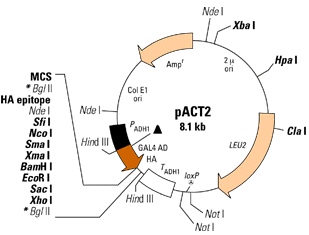 Nde I
Xba I
Amp r
2 µ
ori
Hpa I
MCS
* Bgl II
HA epitope
Nde I
Sfi I
Nco I
Sma I
Xma I
BamH I
EcoR I
Sac I
Xho I
* Bgl II
Col E1
ori
pACT2
8.1 kb
P ADH1
Hind III
GAL4 AD
HA
T ADH1
Hind III
loxP
Cla I
LEU2
Not I
Not I